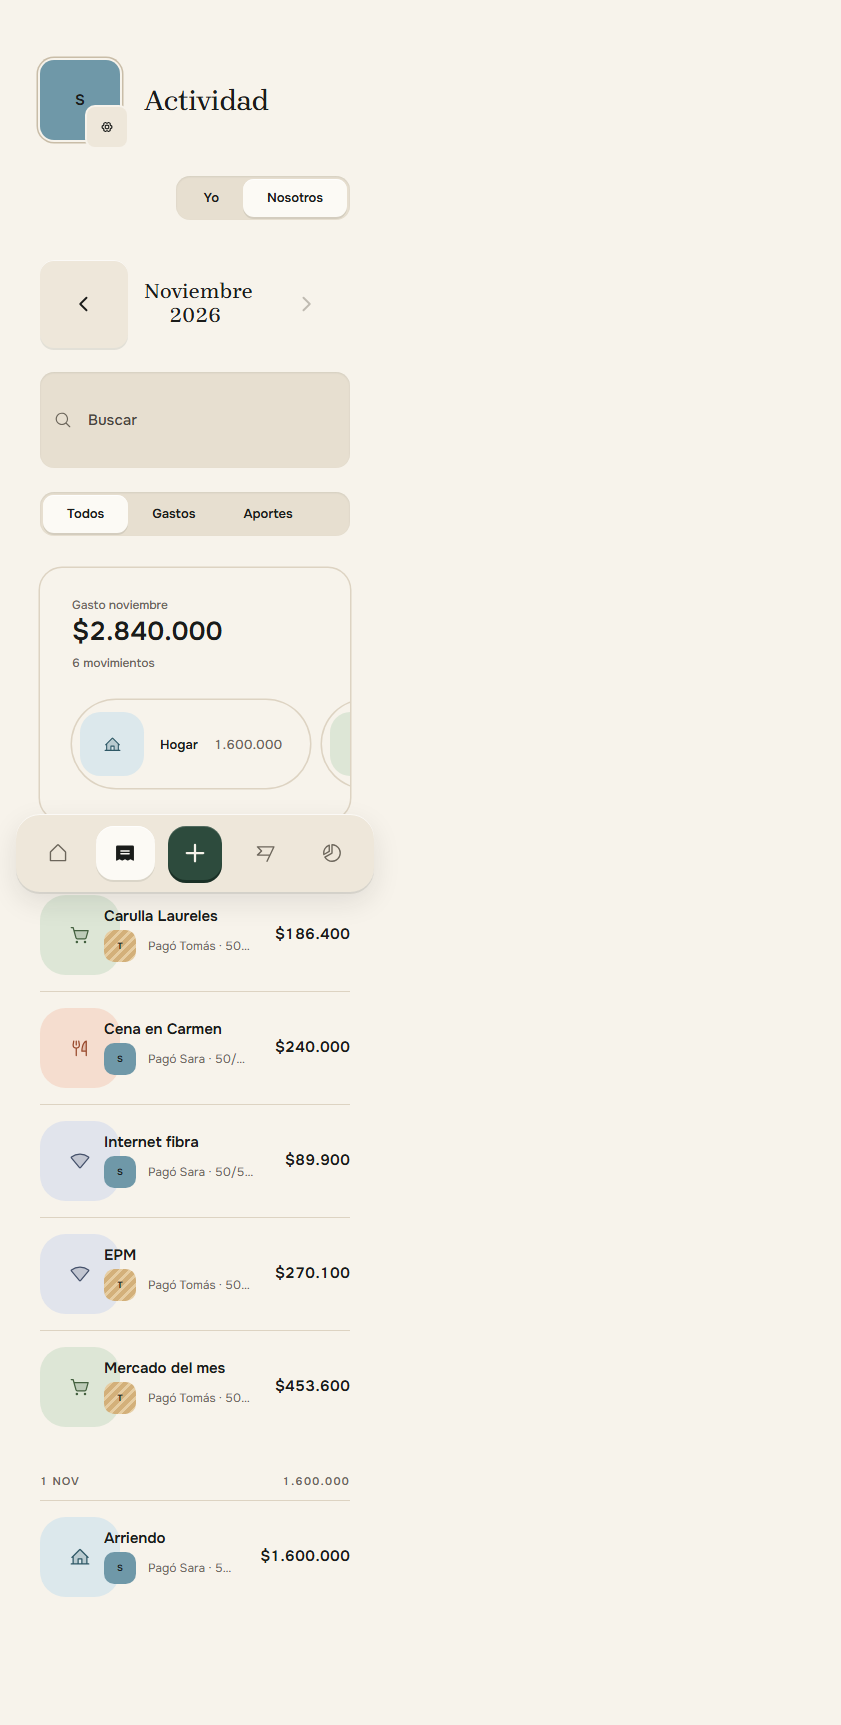 S
Actividad
Yo
Nosotros
Noviembre
2026
Buscar
Todos
Gastos
Aportes
Gasto noviembre
$2.840.000
6 movimientos
Hogar 1.600.000
Carulla Laureles
T Pagó Tomás · 50...
$186.400
Cena en Carmen
S Pagó Sara · 50/...
$240.000
Internet fibra
S Pagó Sara · 50/5...
$89.900
EPM
T Pagó Tomás · 50...
$270.100
Mercado del mes
T Pagó Tomás · 50...
$453.600
1 NOV 1.600.000
Arriendo
S Pagó Sara · 5...
$1.600.000